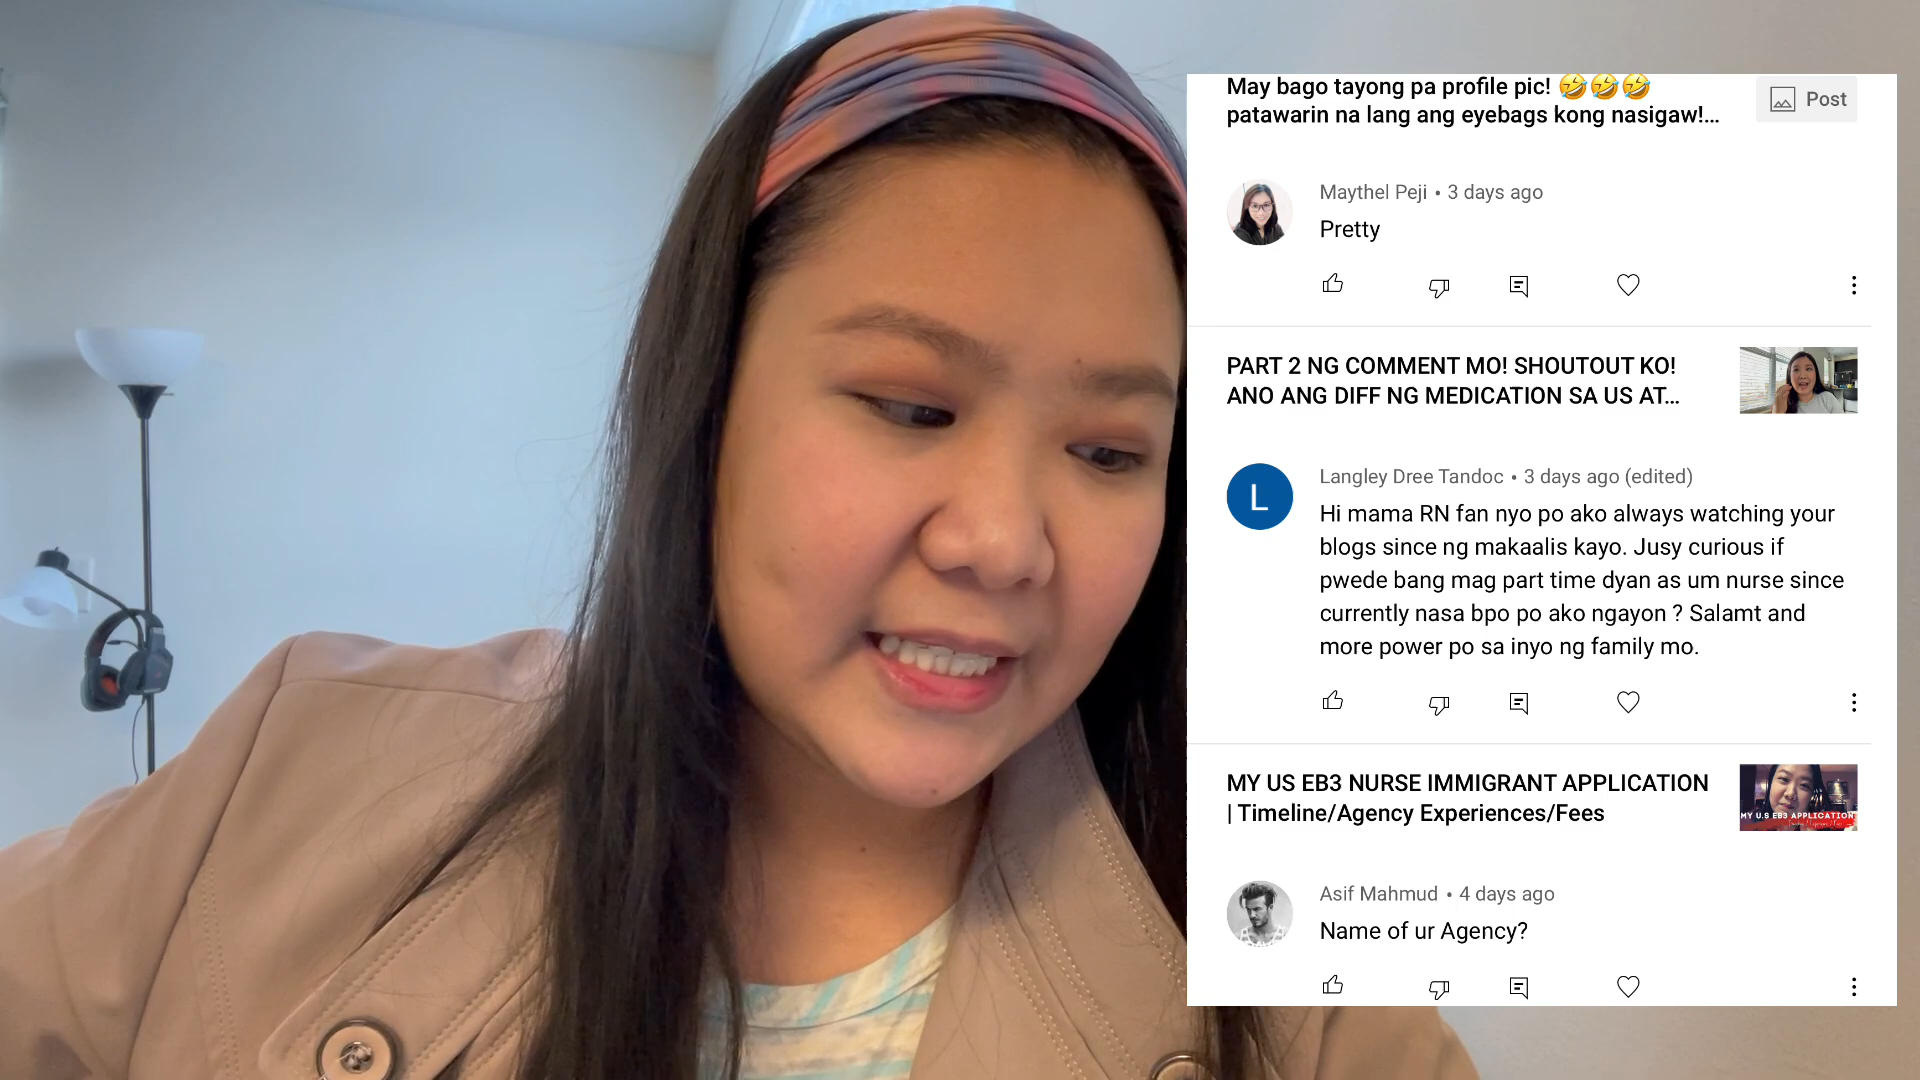 May bago tayong pa profile pic! 🤣🤣🤣
patawarin na lang ang eyebags kong nasigaw!...
Post
Maythel Peji • 3 days ago
Pretty
PART 2 NG COMMENT MO! SHOUTOUT KO!
ANO ANG DIFF NG MEDICATION SA US AT...
L
Langley Dree Tandoc • 3 days ago (edited)
Hi mama RN fan nyo po ako always watching your
blogs since ng makaalis kayo. Jusy curious if
pwede bang mag part time dyan as um nurse since
currently nasa bpo po ako ngayon ? Salamt and
more power po sa inyo ng family mo.
MY US EB3 NURSE IMMIGRANT APPLICATION
| Timeline/Agency Experiences/Fees
MY U.S EB3 APPLICATION
Asif Mahmud • 4 days ago
Name of ur Agency?